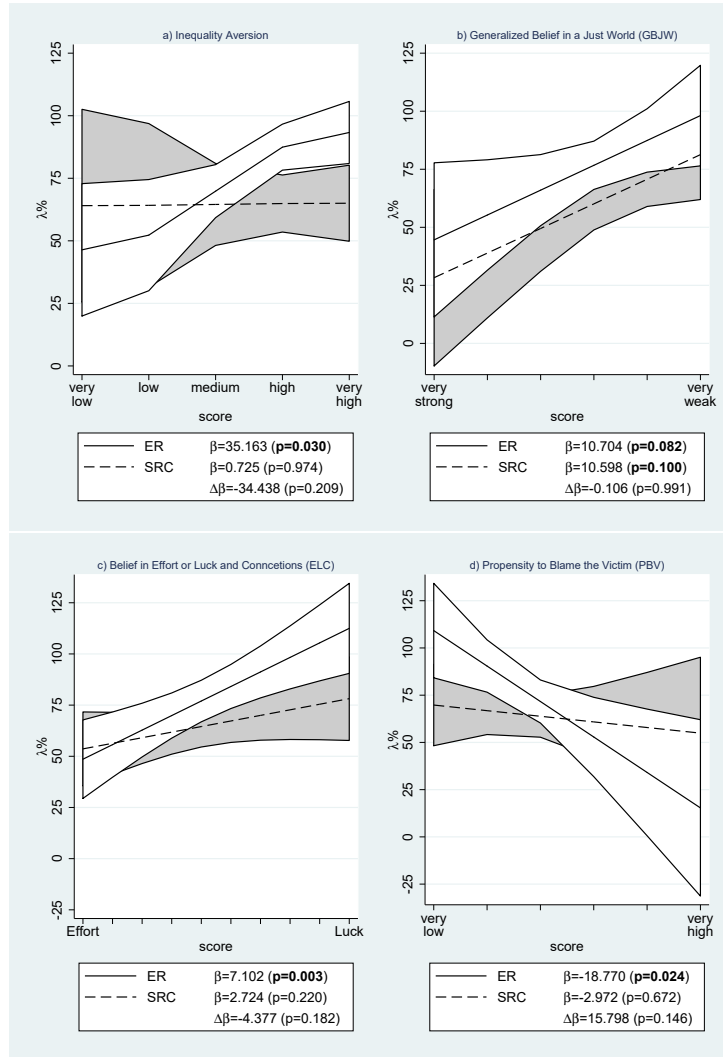 a) Inequality Aversion
λ%
125
100
75
50
25
0
very low
low
medium
high
very high
score
ER β=35.163 (p=0.030)
SRC β=0.725 (p=0.974)
Δβ=-34.438 (p=0.209)
b) Generalized Belief in a Just World (GBJW)
λ%
125
100
75
50
25
0
very strong
very weak
score
ER β=10.704 (p=0.082)
SRC β=10.598 (p=0.100)
Δβ=-0.106 (p=0.991)
c) Belief in Effort or Luck and Conncetions (ELC)
λ%
125
100
75
50
25
0
-25
Effort
Luck
score
ER β=7.102 (p=0.003)
SRC β=2.724 (p=0.220)
Δβ=-4.377 (p=0.182)
d) Propensity to Blame the Victim (PBV)
λ%
125
100
75
50
25
0
-25
very low
very high
score
ER β=-18.770 (p=0.024)
SRC β=-2.972 (p=0.672)
Δβ=15.798 (p=0.146)